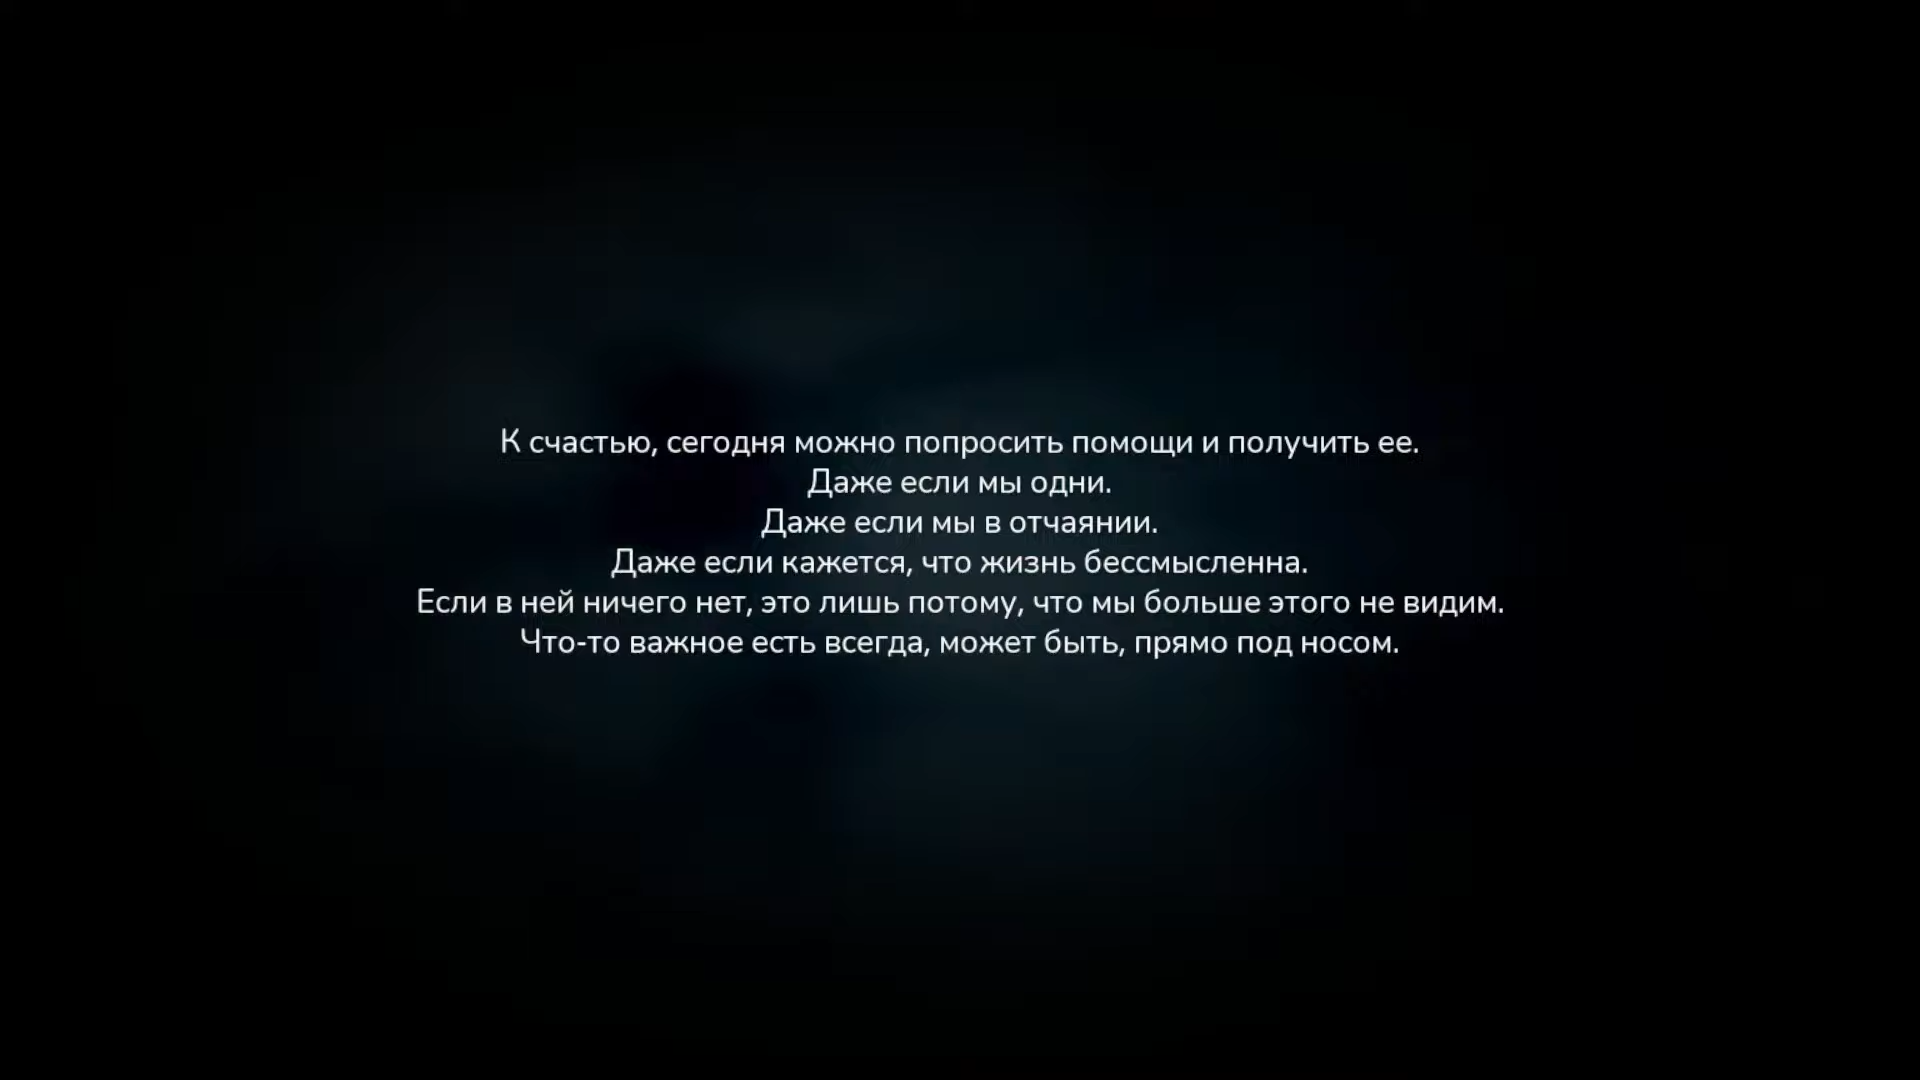 К счастью, сегодня можно попросить помощи и получить ее.
Даже если мы одни.
Даже если мы в отчаянии.
Даже если кажется, что жизнь бессмысленна.
Если в ней ничего нет, это лишь потому, что мы больше этого не видим.
Что-то важное есть всегда, может быть, прямо под носом.